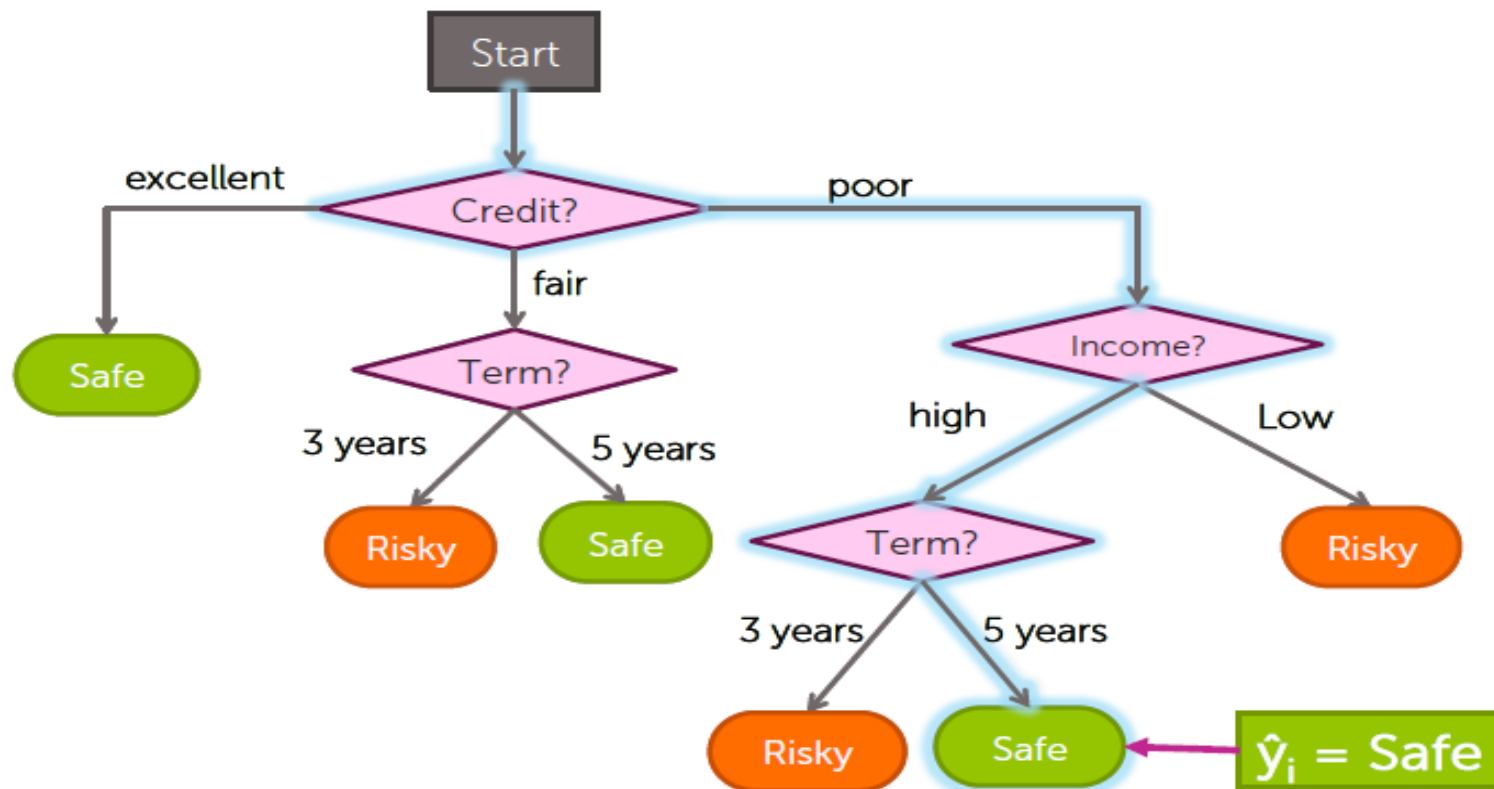 Start
excellent
poor
Credit?
fair
Safe
Term?
Income?
high
Low
3 years
5 years
Risky
Safe
Term?
Risky
3 years
5 years
Risky
Safe
ŷi = Safe